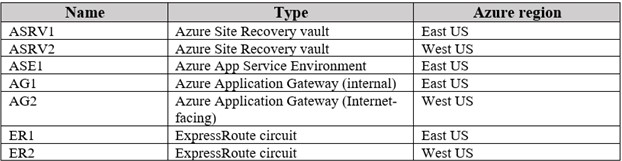 Name Type Azure region
ASRV1 Azure Site Recovery vault East US
ASRV2 Azure Site Recovery vault West US
ASE1 Azure App Service Environment East US
AG1 Azure Application Gateway (internal) East US
AG2 Azure Application Gateway (Internet- West US
facing)
ER1 ExpressRoute circuit East US
ER2 ExpressRoute circuit West US